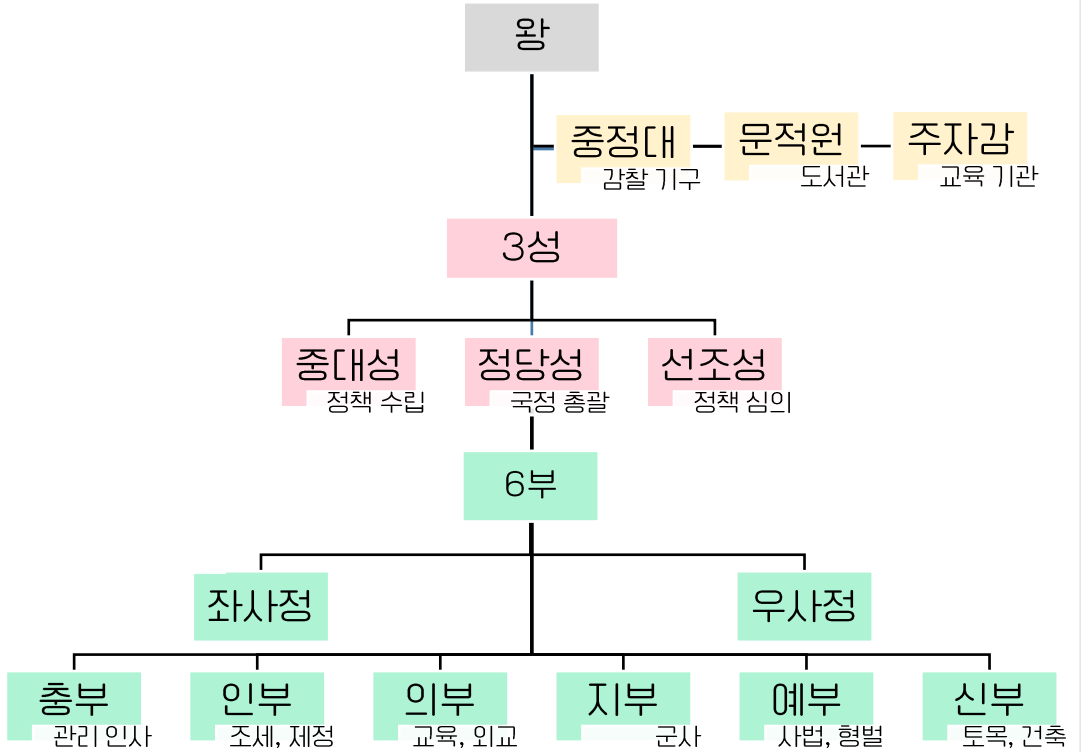 왕
중정대 문적원 주자감
감찰 기구 도서관 교육 기관
3성
중대성 정당성 선조성
정책 수립 국정 총괄 정책 심의
6부
좌사정 우사정
충부 인부 의부 지부 예부 신부
관리 인사 조세, 제정 교육, 외교 군사 사법, 형벌 토목, 건축